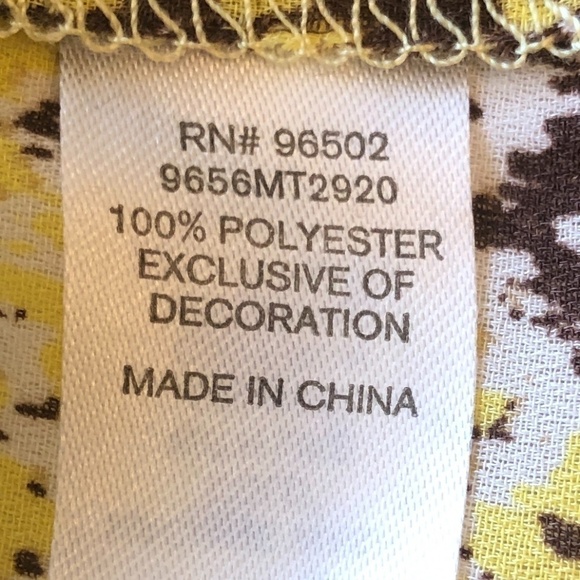 RN# 96502
9656MT2920
100% POLYESTER
EXCLUSIVE OF
DECORATION
MADE IN CHINA